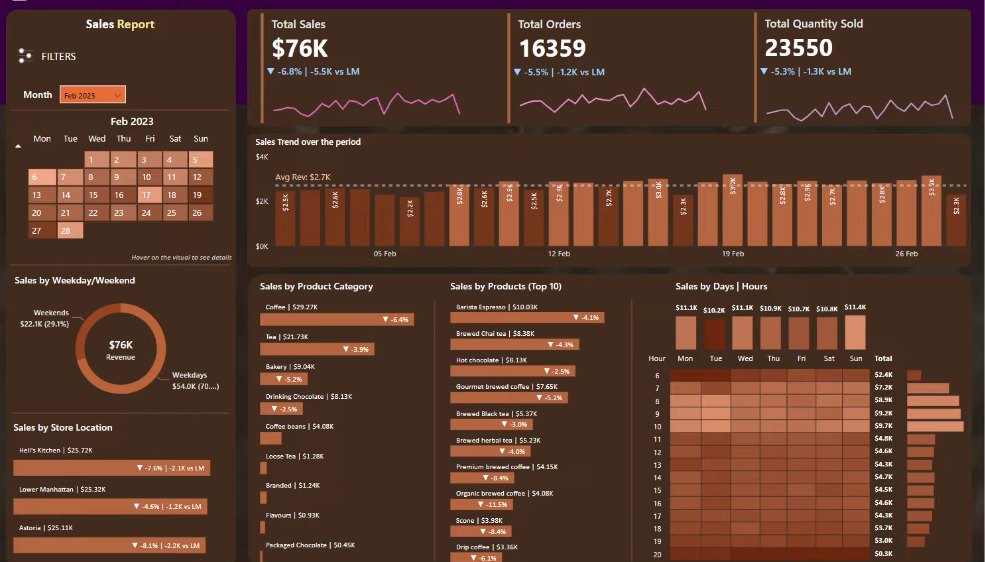 Sales Report
FILTERS
Month Feb 2023
Feb 2023
Mon Tue Wed Thu Fri Sat Sun
1 2 3 4 5
6 7 8 9 10 11 12
13 14 15 16 17 18 19
20 21 22 23 24 25 26
27 28
Hover on the visual to see details
Sales by Weekday/Weekend
Weekends
$22.1K (29.1%)
$76K
Revenue
Weekdays
$54.0K (70....)
Sales by Store Location
Hell's Kitchen | $25.72K
▼ -7.6% | -2.1K vs LM
Lower Manhattan | $25.32K
▼ -4.6% | -1.2K vs LM
Astoria | $25.11K
▼ -8.1% | -2.2K vs LM
Total Sales
$76K
▼ -6.8% | -5.5K vs LM
Total Orders
16359
▼ -5.5% | -1.2K vs LM
Total Quantity Sold
23550
▼ -5.3% | -1.3K vs LM
Sales Trend over the period
$4K
Avg Rev: $2.7K
$2K
$0K
$2.5K $2.6K $2.2K $2.8K $2.6K $2.9K $2.5K $2.9K $2.7K $3.0K $2.3K $3.2K $2.8K $2.9K $2.7K $2.8K $2.3K
05 Feb 12 Feb 19 Feb 26 Feb
Sales by Product Category
Coffee | $29.27K
▼ -6.4%
Tea | $21.73K
▼ -3.9%
Bakery | $9.04K
▼ -5.2%
Drinking Chocolate | $8.13K
▼ -2.5%
Coffee beans | $4.08K
Loose Tea | $1.28K
Branded | $1.24K
Flavours | $0.93K
Packaged Chocolate | $0.45K
Sales by Products (Top 10)
Barista Espresso | $10.03K
▼ -4.1%
Brewed Chai tea | $8.38K
▼ -4.3%
Hot chocolate | $8.13K
▼ -2.5%
Gourmet brewed coffee | $7.65K
▼ -5.2%
Brewed Black tea | $5.37K
▼ -3.0%
Brewed herbal tea | $5.23K
▼ -4.0%
Premium brewed coffee | $4.15K
▼ -8.4%
Organic brewed coffee | $4.08K
▼ -11.5%
Scone | $3.98K
▼ -8.4%
Drip coffee | $3.36K
▼ -6.1%
Sales by Days | Hours
$11.1K $10.2K $11.1K $10.9K $10.7K $10.8K $11.4K
Hour Mon Tue Wed Thu Fri Sat Sun Total
6 $2.4K
7 $7.2K
8 $8.9K
9 $9.2K
10 $9.7K
11 $4.8K
12 $4.6K
13 $4.3K
14 $4.7K
15 $4.5K
16 $4.6K
17 $4.3K
18 $3.7K
19 $3.0K
20 $0.3K